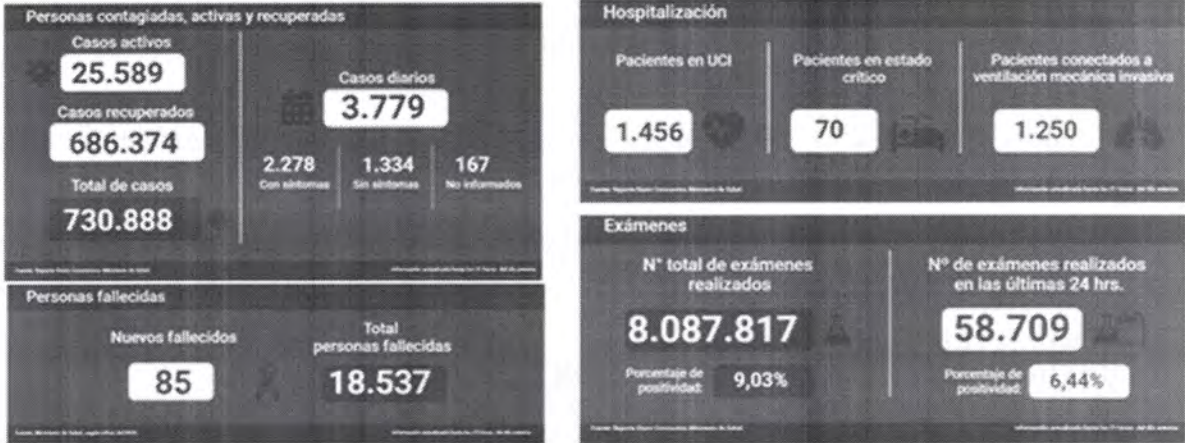 Personas contagiadas, activas y recuperadas
Casos activos
25.589
Casos recuperados
686.374
Total de casos
730.888
Casos diarios
3.779
2.278
Con síntomas
1.334
Sin síntomas
167
No informados
Personas fallecidas
Nuevos fallecidos
85
Total
personas fallecidas
18.537
Hospitalización
Pacientes en UCI
1.456
Pacientes en estado
crítico
70
Pacientes conectados a
ventilación mecánica invasiva
1.250
Exámenes
N° total de exámenes
realizados
8.087.817
Porcentaje de
positividad:
9,03%
Nº de exámenes realizados
en las últimas 24 hrs.
58.709
Porcentaje de
positividad:
6,44%